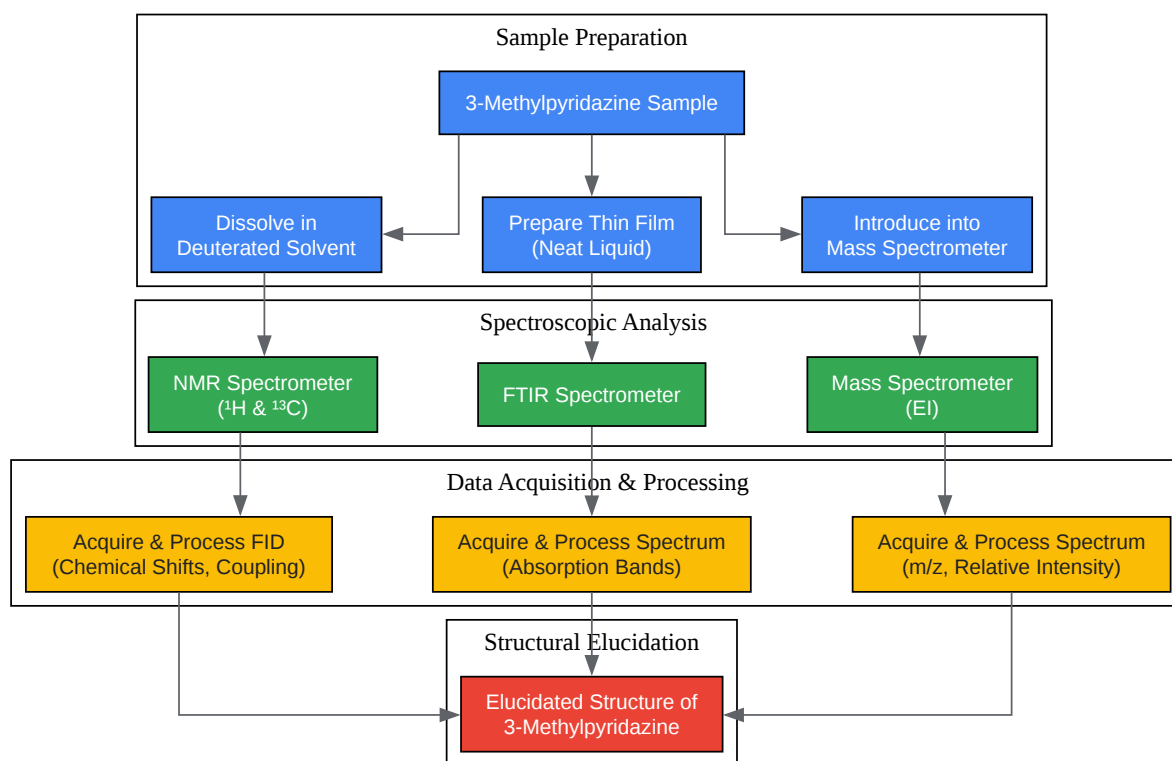 Sample Preparation
3-Methylpyridazine Sample
Dissolve in
Deuterated Solvent
Prepare Thin Film
(Neat Liquid)
Introduce into
Mass Spectrometer
Spectroscopic Analysis
NMR Spectrometer
(¹H & ¹³C)
FTIR Spectrometer
Mass Spectrometer
(EI)
Data Acquisition & Processing
Acquire & Process FID
(Chemical Shifts, Coupling)
Acquire & Process Spectrum
(Absorption Bands)
Acquire & Process Spectrum
(m/z, Relative Intensity)
Structural Elucidation
Elucidated Structure of
3-Methylpyridazine